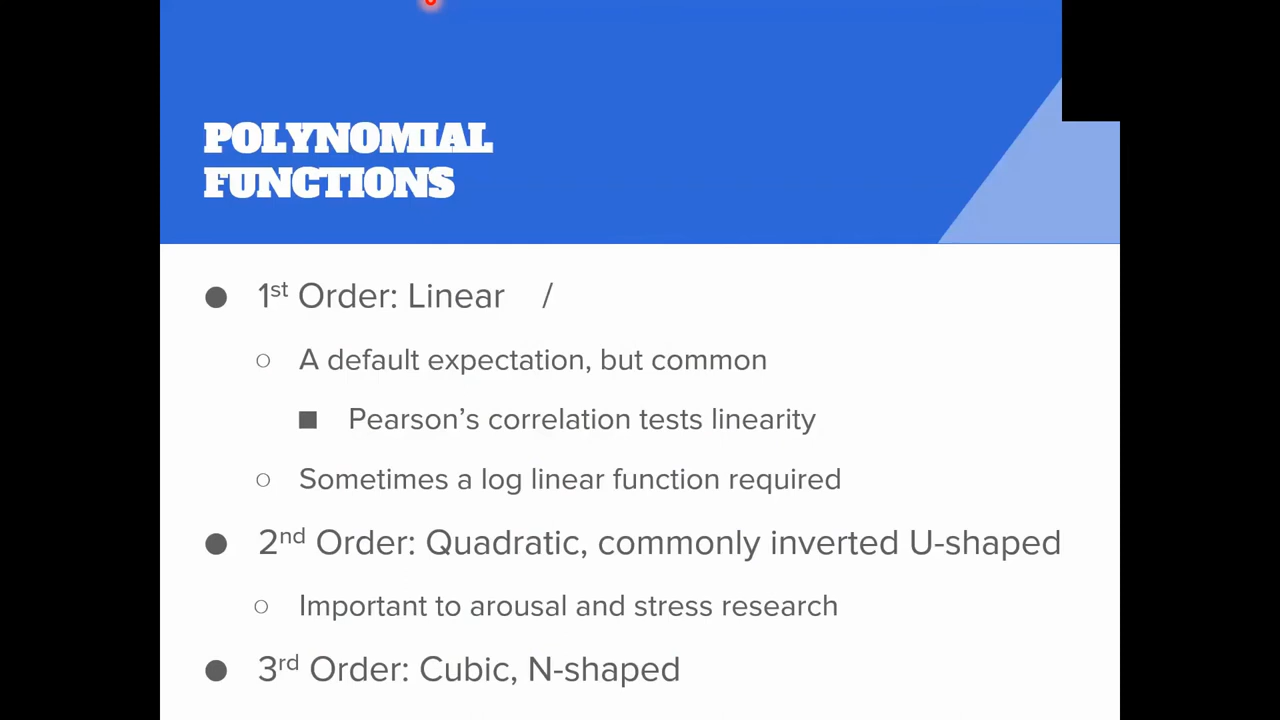 POLYNOMIAL
FUNCTIONS
● 1st Order: Linear /
○ A default expectation, but common
■ Pearson’s correlation tests linearity
○ Sometimes a log linear function required
● 2nd Order: Quadratic, commonly inverted U-shaped
○ Important to arousal and stress research
● 3rd Order: Cubic, N-shaped